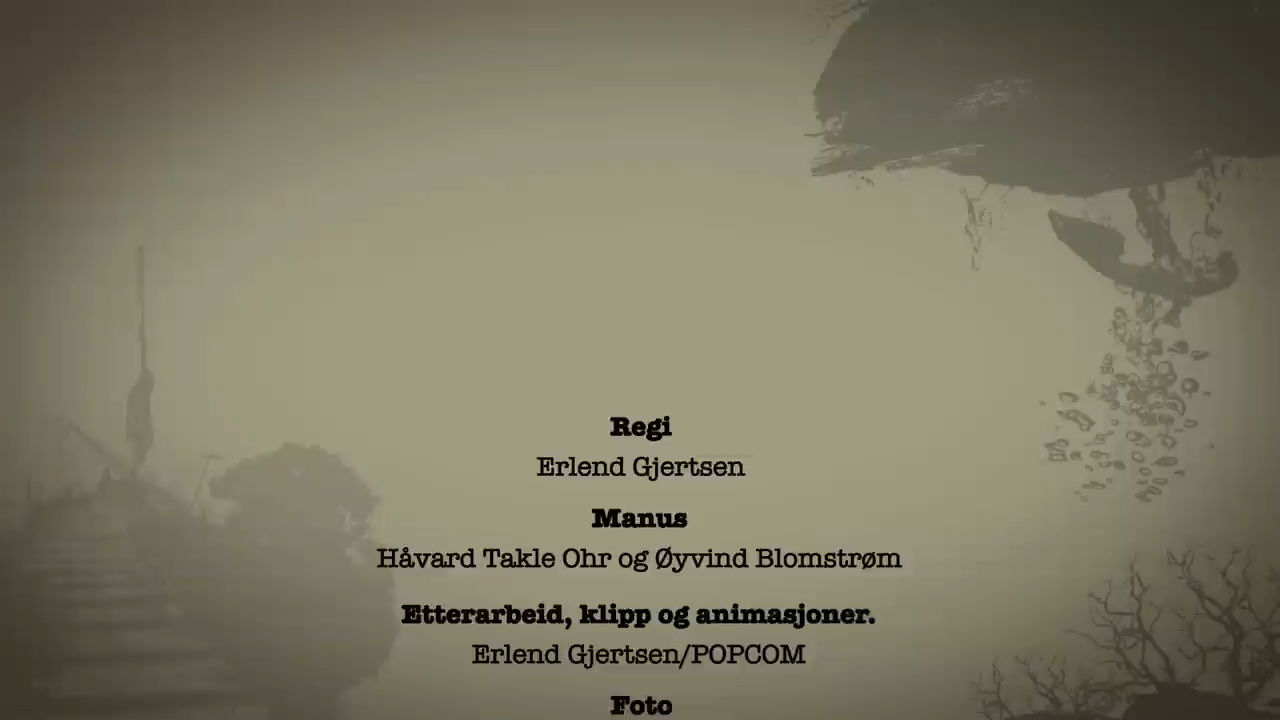 Regi
Erlend Gjertsen
Manus
Håvard Takle Ohr og Øyvind Blomstrøm
Etterarbeid, klipp og animasjoner.
Erlend Gjertsen/POPCOM
Foto